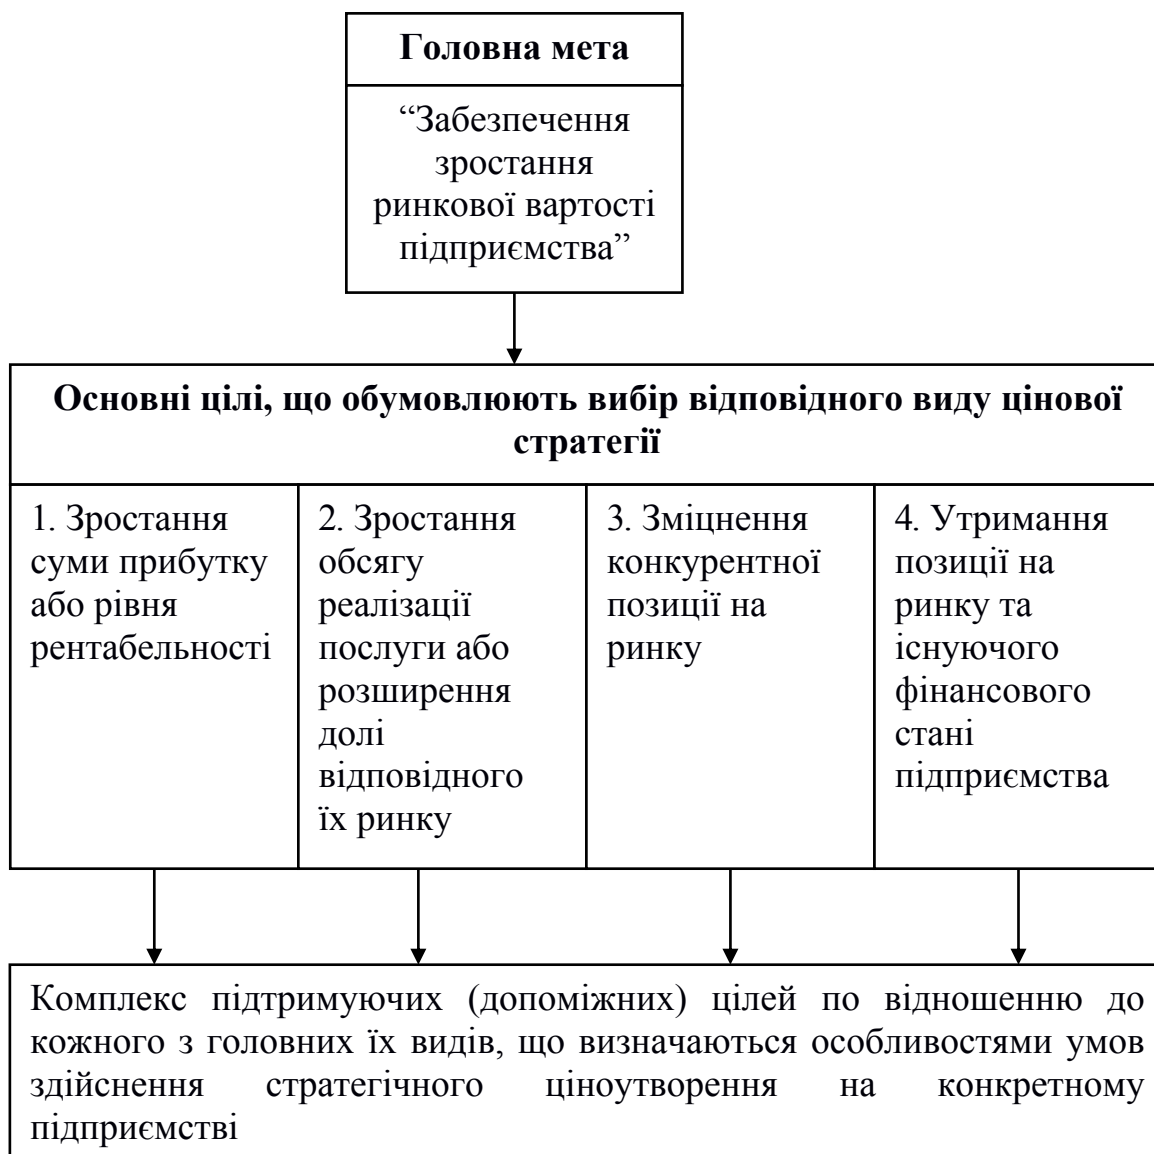 Головна мета
“Забезпечення
зростання
ринкової вартості
підприємства”
Основні цілі, що обумовлюють вибір відповідного виду цінової
стратегії
1. Зростання
суми прибутку
або рівня
рентабельності
2. Зростання
обсягу
реалізації
послуги або
розширення
долі
відповідного
їх ринку
3. Зміцнення
конкурентної
позиції на
ринку
4. Утримання
позиції на
ринку та
існуючого
фінансового
стані
підприємства
Комплекс підтримуючих (допоміжних) цілей по відношенню до
кожного з головних їх видів, що визначаються особливостями умов
здійснення стратегічного ціноутворення на конкретному
підприємстві